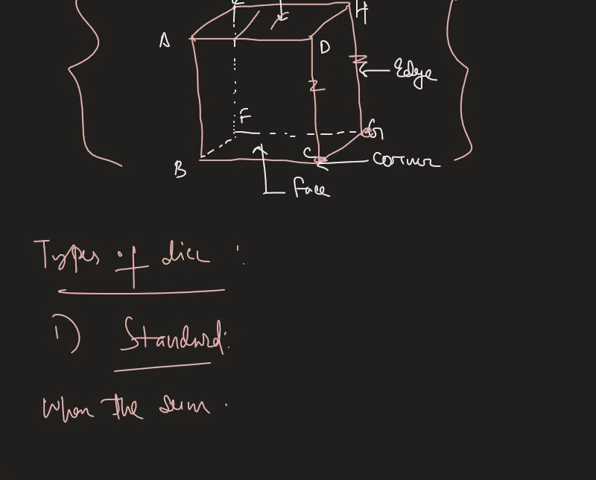 H
A
D
Edge
F
G
C
Corner
B
Face
Types of dice :
1) Standard:
When the sum